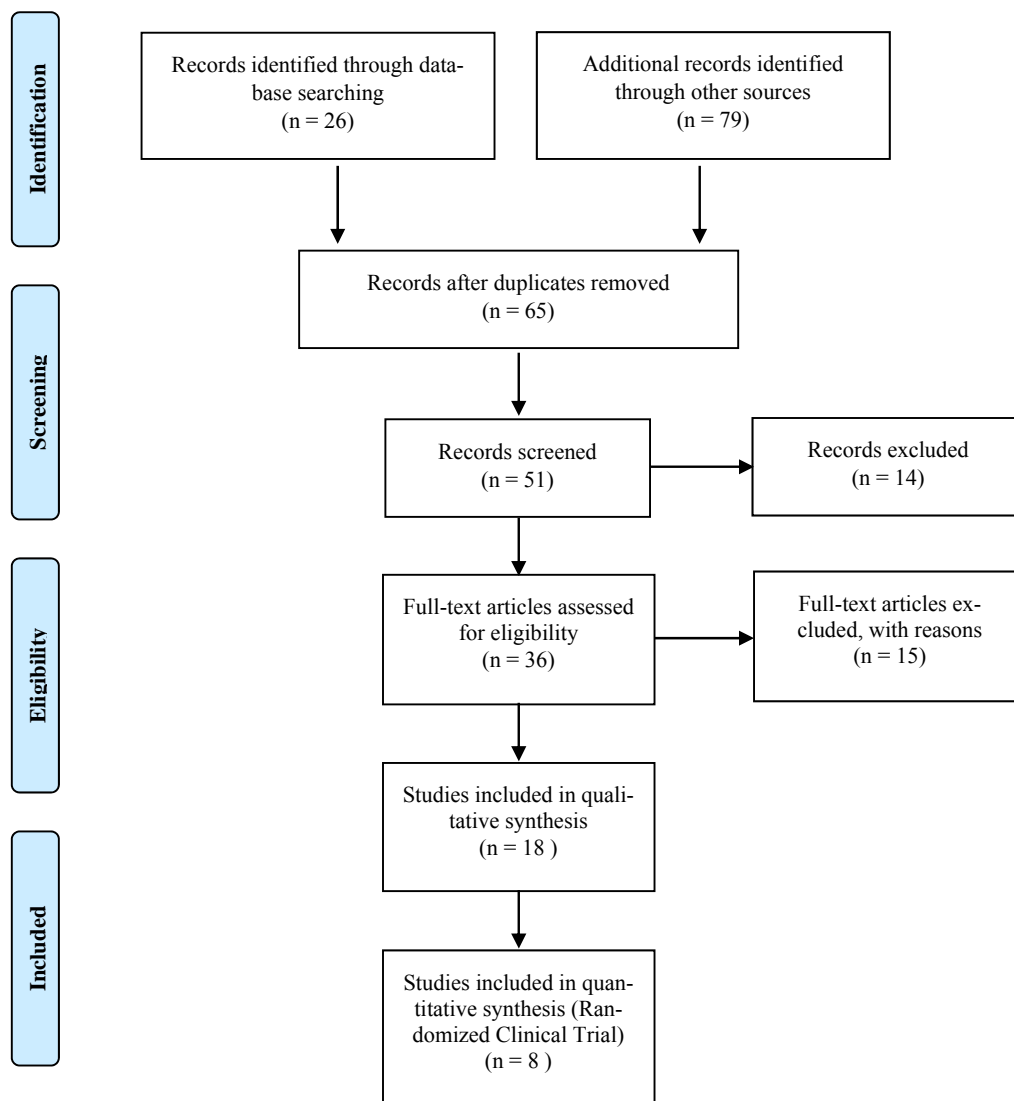 Identification
Records identified through data-
base searching
(n = 26)
Additional records identified
through other sources
(n = 79)
Records after duplicates removed
(n = 65)
Screening
Records screened
(n = 51)
Records excluded
(n = 14)
Eligibility
Full-text articles assessed
for eligibility
(n = 36)
Full-text articles ex-
cluded, with reasons
(n = 15)
Studies included in quali-
tative synthesis
(n = 18 )
Included
Studies included in quan-
titative synthesis (Ran-
domized Clinical Trial)
(n = 8 )